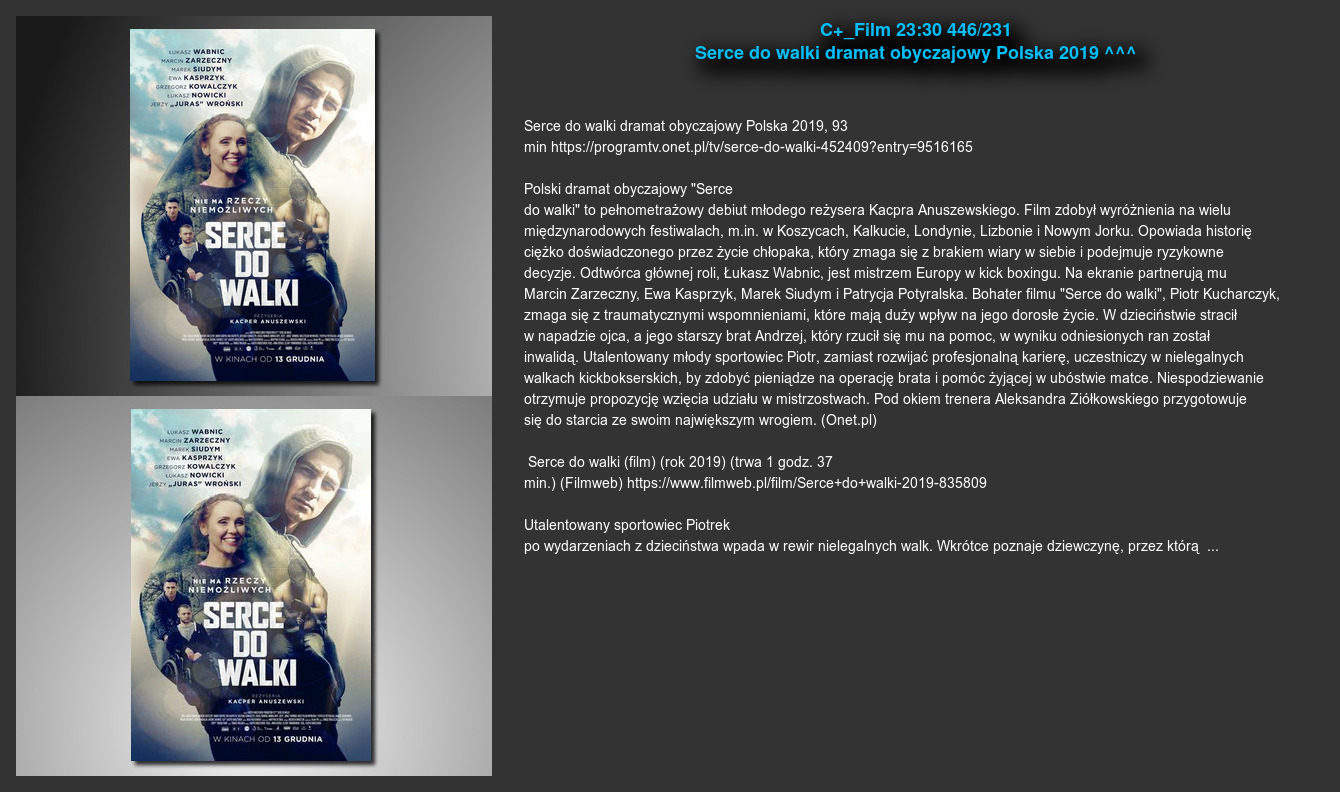 C+_Film 23:30 446/231
Serce do walki dramat obyczajowy Polska 2019 ^^^
Serce do walki dramat obyczajowy Polska 2019, 93
min https://programtv.onet.pl/tv/serce-do-walki-452409?entry=9516165
Polski dramat obyczajowy "Serce
do walki" to pełnometrażowy debiut młodego reżysera Kacpra Anuszewskiego. Film zdobył wyróżnienia na wielu
międzynarodowych festiwalach, m.in. w Koszycach, Kalkucie, Londynie, Lizbonie i Nowym Jorku. Opowiada historię
ciężko doświadczonego przez życie chłopaka, który zmaga się z brakiem wiary w siebie i podejmuje ryzykowne
decyzje. Odtwórca głównej roli, Łukasz Wabnic, jest mistrzem Europy w kick boxingu. Na ekranie partnerują mu
Marcin Zarzeczny, Ewa Kasprzyk, Marek Siudym i Patrycja Potyralska. Bohater filmu "Serce do walki", Piotr Kucharczyk,
zmaga się z traumatycznymi wspomnieniami, które mają duży wpływ na jego dorosłe życie. W dzieciństwie stracił
w napadzie ojca, a jego starszy brat Andrzej, który rzucił się mu na pomoc, w wyniku odniesionych ran został
inwalidą. Utalentowany młody sportowiec Piotr, zamiast rozwijać profesjonalną karierę, uczestniczy w nielegalnych
walkach kickbokserskich, by zdobyć pieniądze na operację brata i pomóc żyjącej w ubóstwie matce. Niespodziewanie
otrzymuje propozycję wzięcia udziału w mistrzostwach. Pod okiem trenera Aleksandra Ziółkowskiego przygotowuje
się do starcia ze swoim największym wrogiem. (Onet.pl)
Serce do walki (film) (rok 2019) (trwa 1 godz. 37
min.) (Filmweb) https://www.filmweb.pl/film/Serce+do+walki-2019-835809
Utalentowany sportowiec Piotrek
po wydarzeniach z dzieciństwa wpada w rewir nielegalnych walk. Wkrótce poznaje dziewczynę, przez którą ...
ŁUKASZ WABNIC
MARCIN ZARZECZNY
MAREK SIUDYM
EWA KASPRZYK
GRZEGORZ KOWALCZYK
ŁUKASZ NOWICKI
JERZY „JURAS" WROŃSKI
NIE MA RZECZY
NIEMOŻLIWYCH
SERCE
DO
WALKI
REŻYSERIA
KACPER ANUSZEWSKI
W KINACH OD 13 GRUDNIA
ŁUKASZ WABNIC
MARCIN ZARZECZNY
MAREK SIUDYM
EWA KASPRZYK
GRZEGORZ KOWALCZYK
ŁUKASZ NOWICKI
JERZY „JURAS" WROŃSKI
NIE MA RZECZY
NIEMOŻLIWYCH
SERCE
DO
WALKI
REŻYSERIA
KACPER ANUSZEWSKI
W KINACH OD 13 GRUDNIA